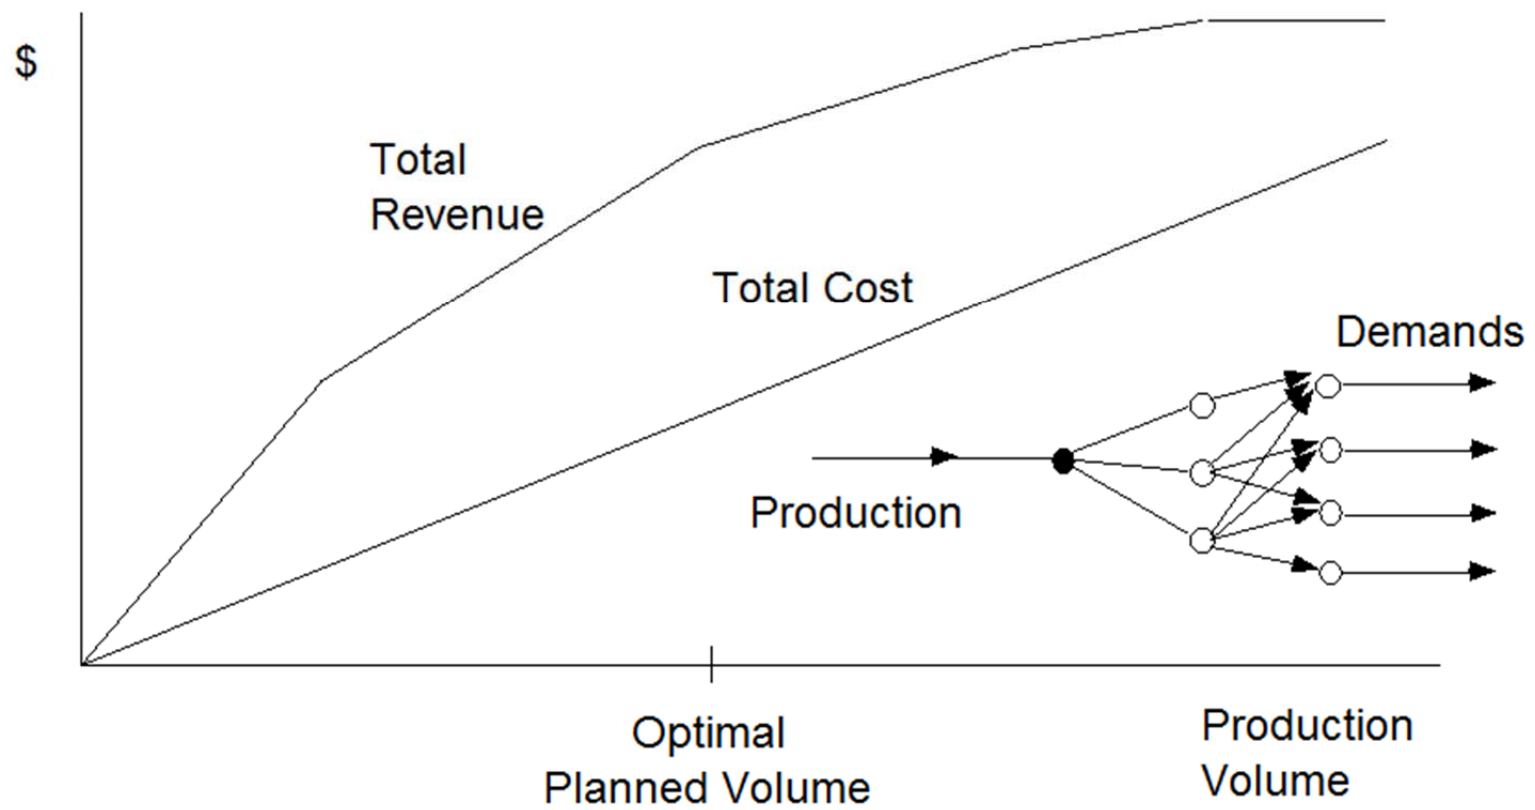 $
Total
Revenue
Total Cost
Demands
Production
Optimal
Planned Volume
Production
Volume